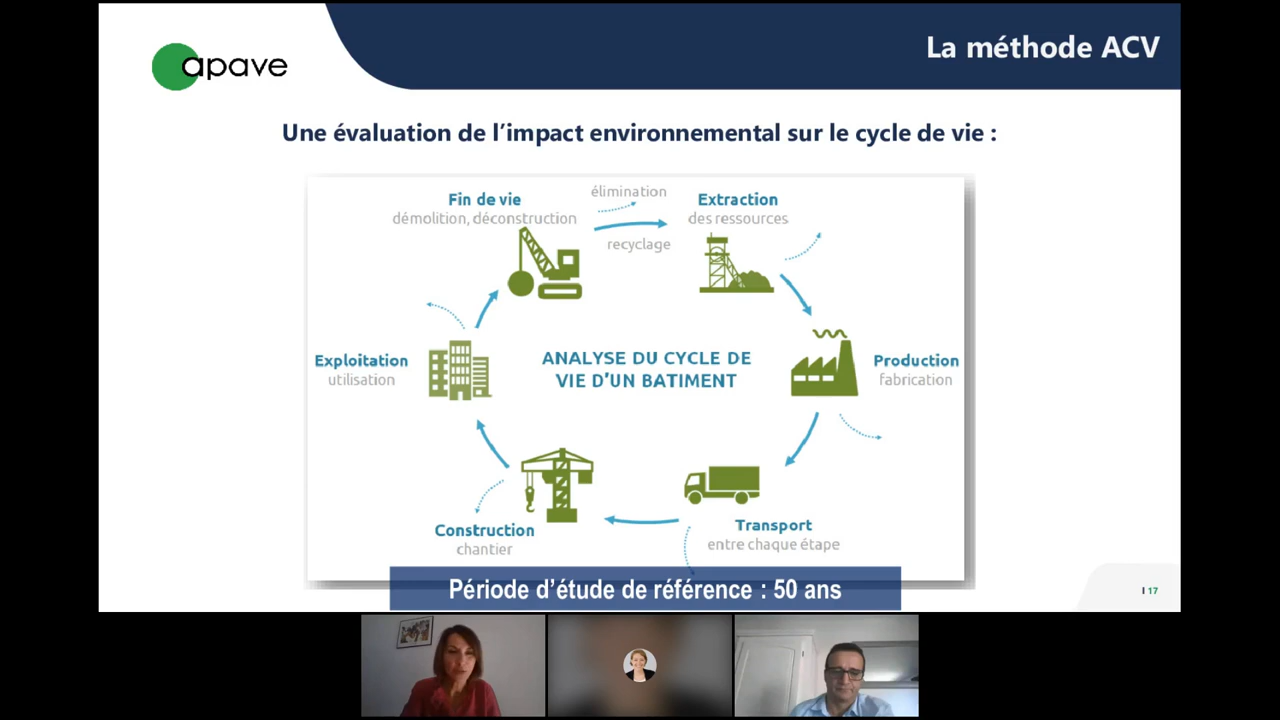 La méthode ACV
apave
Une évaluation de l'impact environnemental sur le cycle de vie :
élimination
Fin de vie
démolition, déconstruction
recyclage
Extraction
des ressources
Exploitation
utilisation
ANALYSE DU CYCLE DE
VIE D'UN BATIMENT
Production
fabrication
Construction
chantier
Transport
entre chaque étape
Période d'étude de référence : 50 ans
I 17